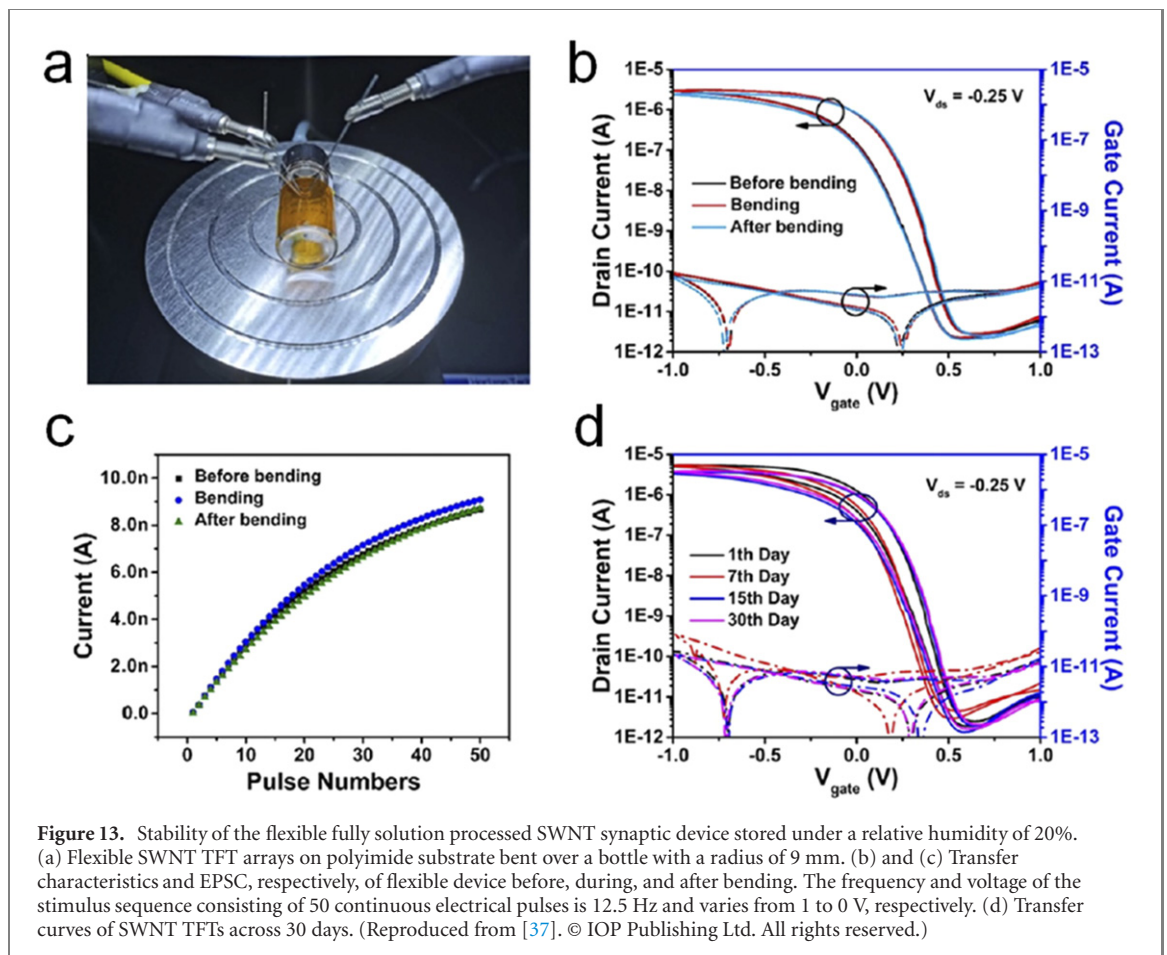 a
b
1E-5
1E-6
1E-7
1E-8
1E-9
1E-10
1E-11
1E-12
Drain Current (A)
V_ds = -0.25 V
Before bending
Bending
After bending
1E-5
1E-7
1E-9
1E-11
1E-13
Gate Current (A)
-1.0 -0.5 0.0 0.5 1.0
V_gate (V)
c
10.0n
8.0n
6.0n
4.0n
2.0n
0.0
Current (A)
Before bending
Bending
After bending
0 10 20 30 40 50
Pulse Numbers
d
1E-5
1E-6
1E-7
1E-8
1E-9
1E-10
1E-11
1E-12
Drain Current (A)
V_ds = -0.25 V
1th Day
7th Day
15th Day
30th Day
1E-5
1E-7
1E-9
1E-11
1E-13
Gate Current (A)
-1.0 -0.5 0.0 0.5 1.0
V_gate (V)
Figure 13. Stability of the flexible fully solution processed SWNT synaptic device stored under a relative humidity of 20%.
(a) Flexible SWNT TFT arrays on polyimide substrate bent over a bottle with a radius of 9 mm. (b) and (c) Transfer
characteristics and EPSC, respectively, of flexible device before, during, and after bending. The frequency and voltage of the
stimulus sequence consisting of 50 continuous electrical pulses is 12.5 Hz and varies from 1 to 0 V, respectively. (d) Transfer
curves of SWNT TFTs across 30 days. (Reproduced from [37]. © IOP Publishing Ltd. All rights reserved.)